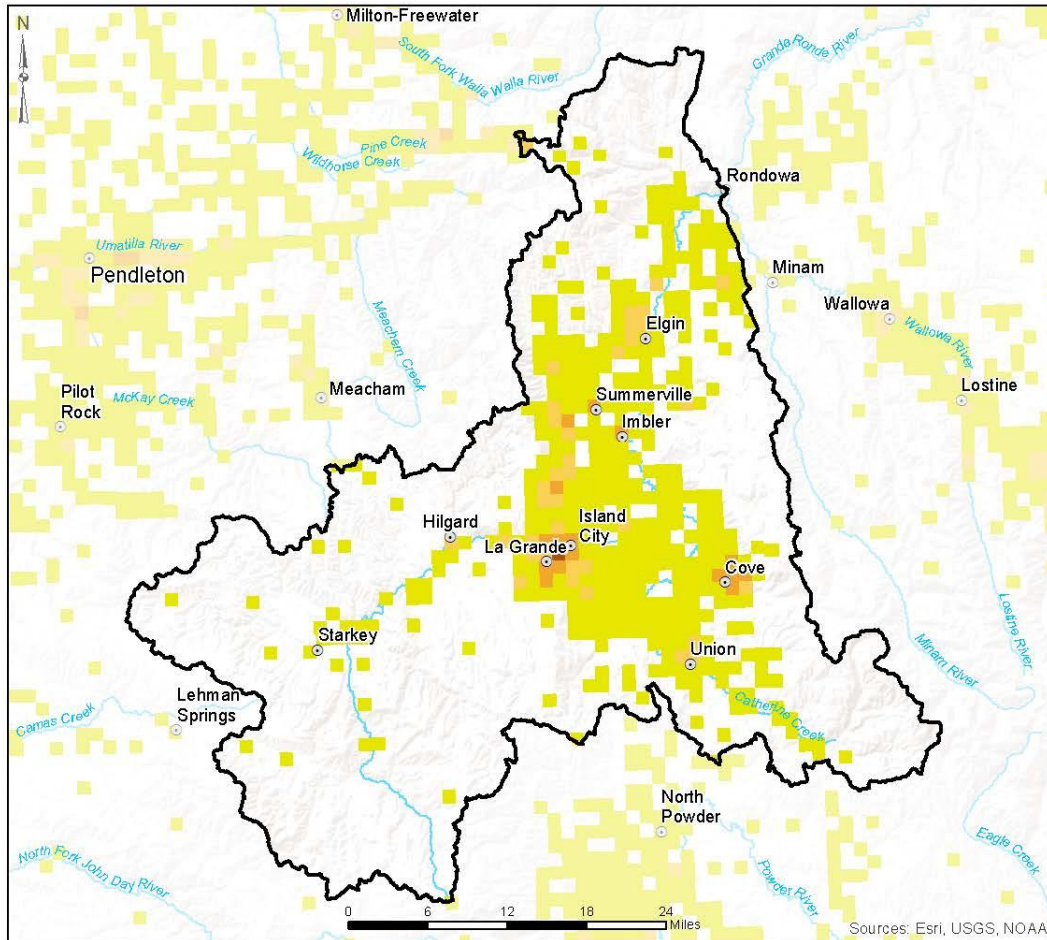 N
Milton-Freewater
South Fork Walla Walla River
Grande Ronde River
Pine Creek
Wildhorse Creek
Rondowa
Umatilla River
Pendleton
Minam
Wallowa
Wallowa River
Meacham Creek
Elgin
Pilot
Rock
McKay Creek
Meacham
Lostine
Summerville
Imbler
Hilgard
Island
City
La Grande
Cove
Lostine River
Starkey
Union
Minam River
Lehman
Springs
Camas Creek
Catherine Creek
North
Powder
Powder River
Eagle Creek
North Fork John Day River
0 6 12 18 24
Miles
Sources: Esri, USGS, NOAA